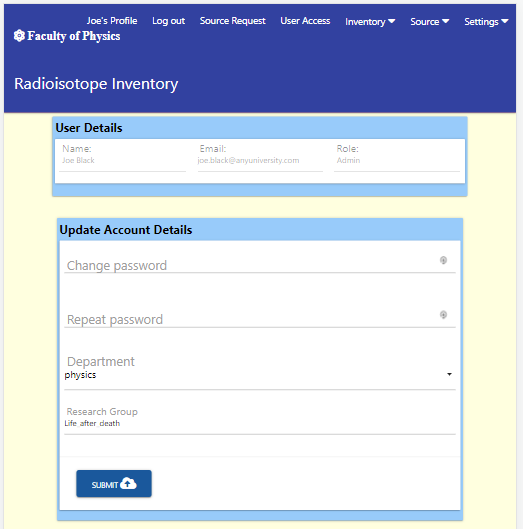 Joe's Profile Log out Source Request User Access Inventory Source Settings
Faculty of Physics
Radioisotope Inventory
User Details
Name: Email: Role:
Joe Black joe.black@anyuniversity.com Admin
Update Account Details
Change password
Repeat password
Department
physics
Research Group
Life after death
SUBMIT